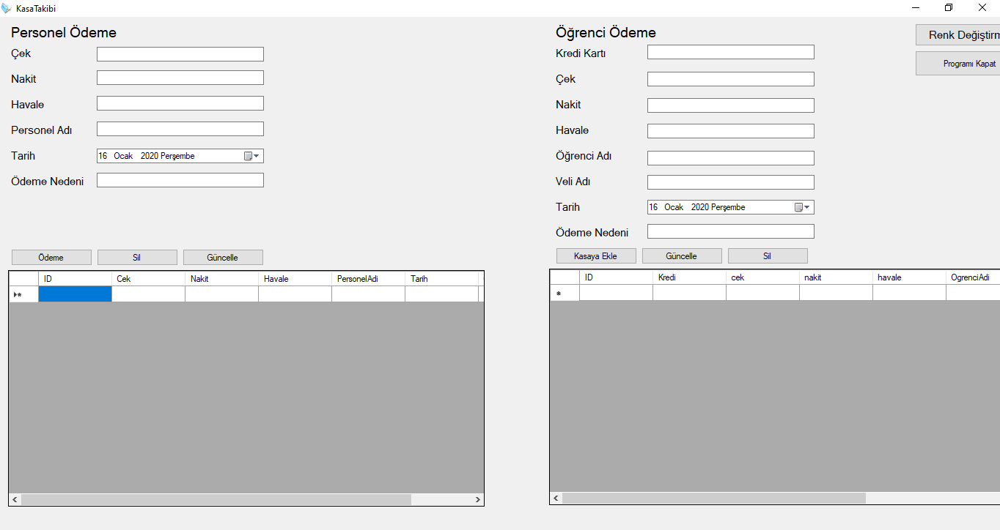 KasaTakibi
Personel Ödeme
Çek
Nakit
Havale
Personel Adı
Tarih
16 Ocak 2020 Perşembe
Ödeme Nedeni
Ödeme Sil Güncelle
ID Cek Nakit Havale PersonelAdi Tarih
Öğrenci Ödeme
Kredi Kartı
Çek
Nakit
Havale
Öğrenci Adı
Veli Adı
Tarih
16 Ocak 2020 Perşembe
Ödeme Nedeni
Kasaya Ekle Güncelle Sil
ID Kredi cek nakit havale OgrenciAdi
Renk Değiştirm
Programı Kapat